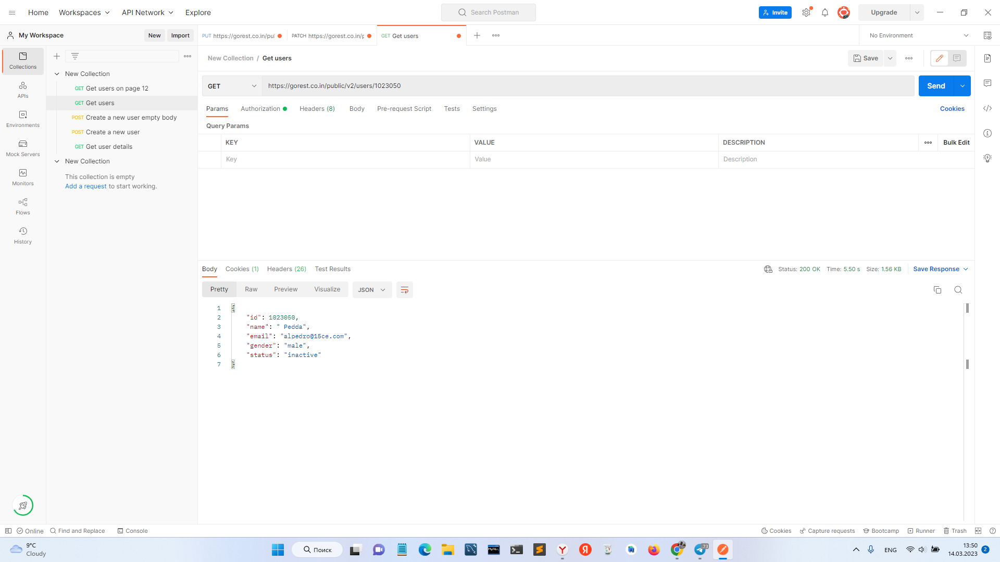 Home
Workspaces
API Network
Explore
Search Postman
Invite
Upgrade
My Workspace
New
Import
PUT https://gorest.co.in/pul
PATCH https://gorest.co.in/p
GET Get users
No Environment
Collections
APIs
Environments
Mock Servers
Monitors
Flows
History
New Collection
GET Get users on page 12
GET Get users
POST Create a new user empty body
POST Create a new user
GET Get user details
New Collection
This collection is empty
Add a request to start working.
New Collection / Get users
Save
GET
https://gorest.co.in/public/v2/users/1023050
Send
Params
Authorization
Headers (8)
Body
Pre-request Script
Tests
Settings
Cookies
Query Params
KEY
VALUE
DESCRIPTION
Bulk Edit
Key
Value
Description
Body
Cookies (1)
Headers (26)
Test Results
Status: 200 OK
Time: 5.50 s
Size: 1.56 KB
Save Response
Pretty
Raw
Preview
Visualize
JSON
1 {
2 "id": 1023050,
3 "name": " Pedda",
4 "email": "alpedro@15ce.com",
5 "gender": "male",
6 "status": "inactive"
7 }
Online
Find and Replace
Console
Cookies
Capture requests
Bootcamp
Runner
Trash
9°C
Cloudy
Поиск
MySQL
Y
Я
73
ENG
13:50
14.03.2023
2